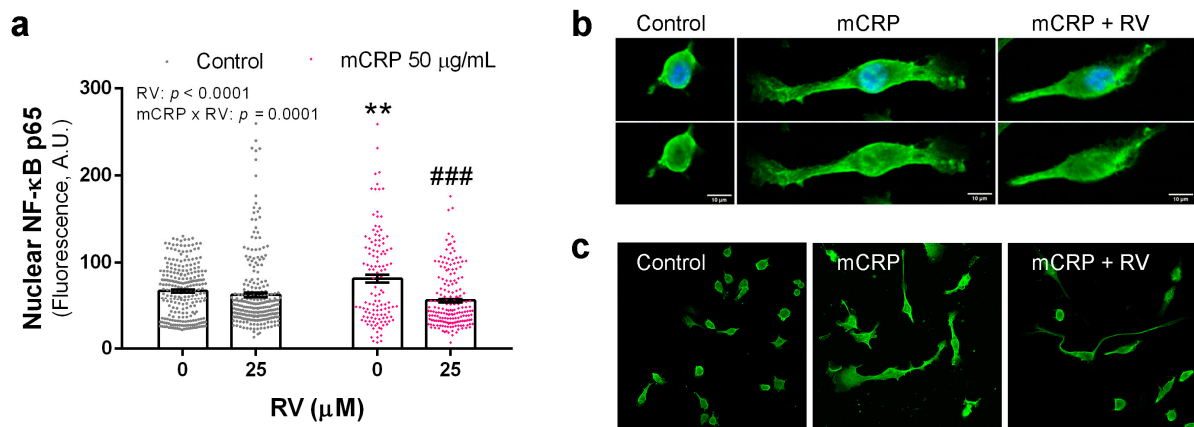 a
Control
mCRP 50 μg/mL
RV: p < 0.0001
mCRP x RV: p = 0.0001
Nuclear NF-κB p65
(Fluorescence, A.U.)
300
200
100
0
**
###
0
25
0
25
RV (μM)
b
Control
mCRP
mCRP + RV
10 μm
10 μm
10 μm
c
Control
mCRP
mCRP + RV